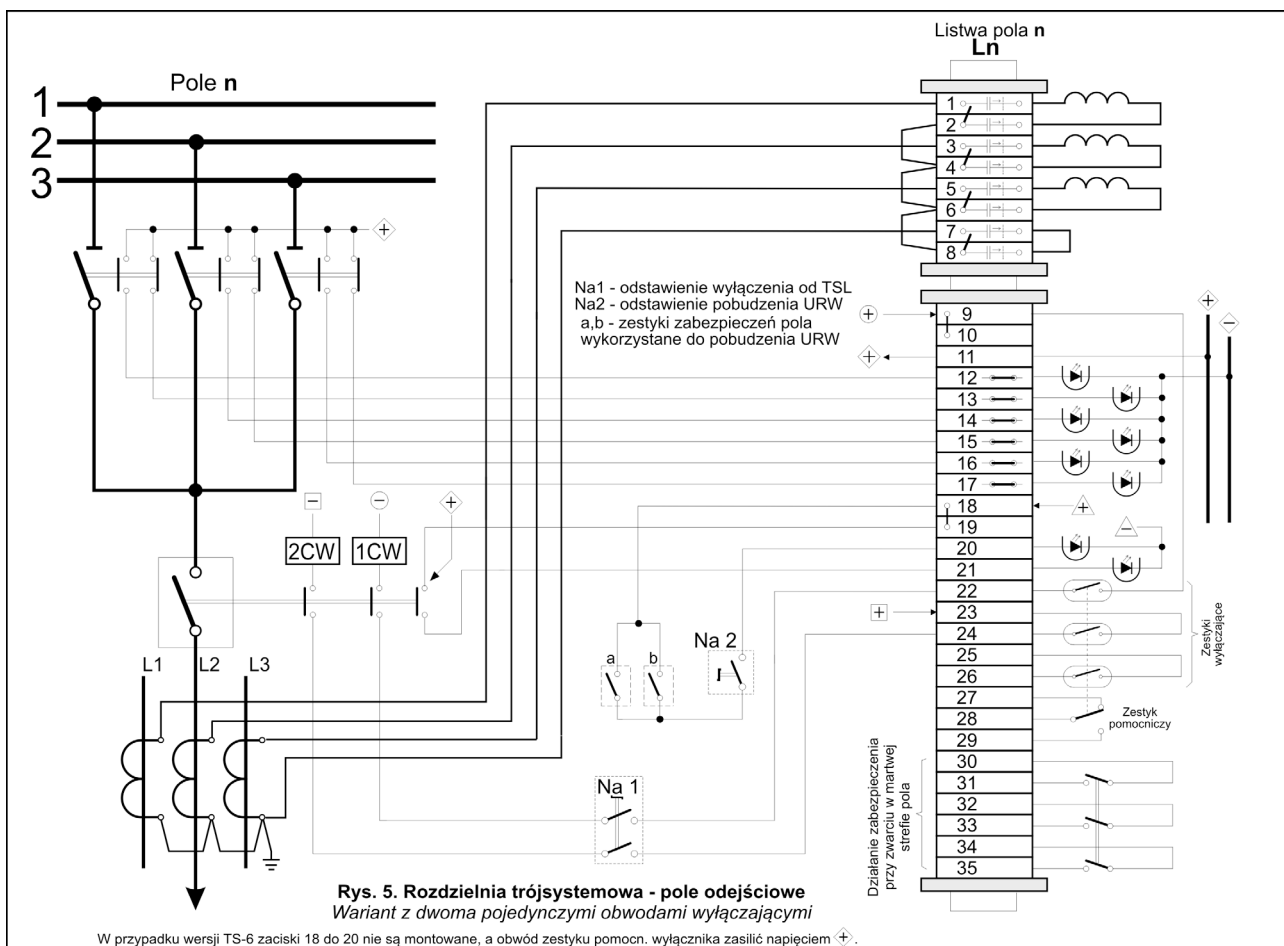 Listwa pola n
Ln
Pole n
1
2
3
1
2
3
4
5
6
7
8
Na1 - odstawienie wyłączenia od TSL
Na2 - odstawienie pobudzenia URW
a,b - zestyki zabezpieczeń pola
wykorzystane do pobudzenia URW
9
10
11
12
13
14
15
16
17
18
19
20
21
22
23
24
25
26
27
28
29
30
31
32
33
34
35
2CW
1CW
L1
L2
L3
a
b
Na 2
Na 1
Zestyki
wyłączające
Zestyk
pomocniczy
Działanie zabezpieczenia
przy zwarciu w martwej
strefie pola
Rys. 5. Rozdzielnia trójsystemowa - pole odejściowe
Wariant z dwoma pojedynczymi obwodami wyłączającymi
W przypadku wersji TS-6 zaciski 18 do 20 nie są montowane, a obwód zestyku pomocn. wyłącznika zasilić napięciem + .